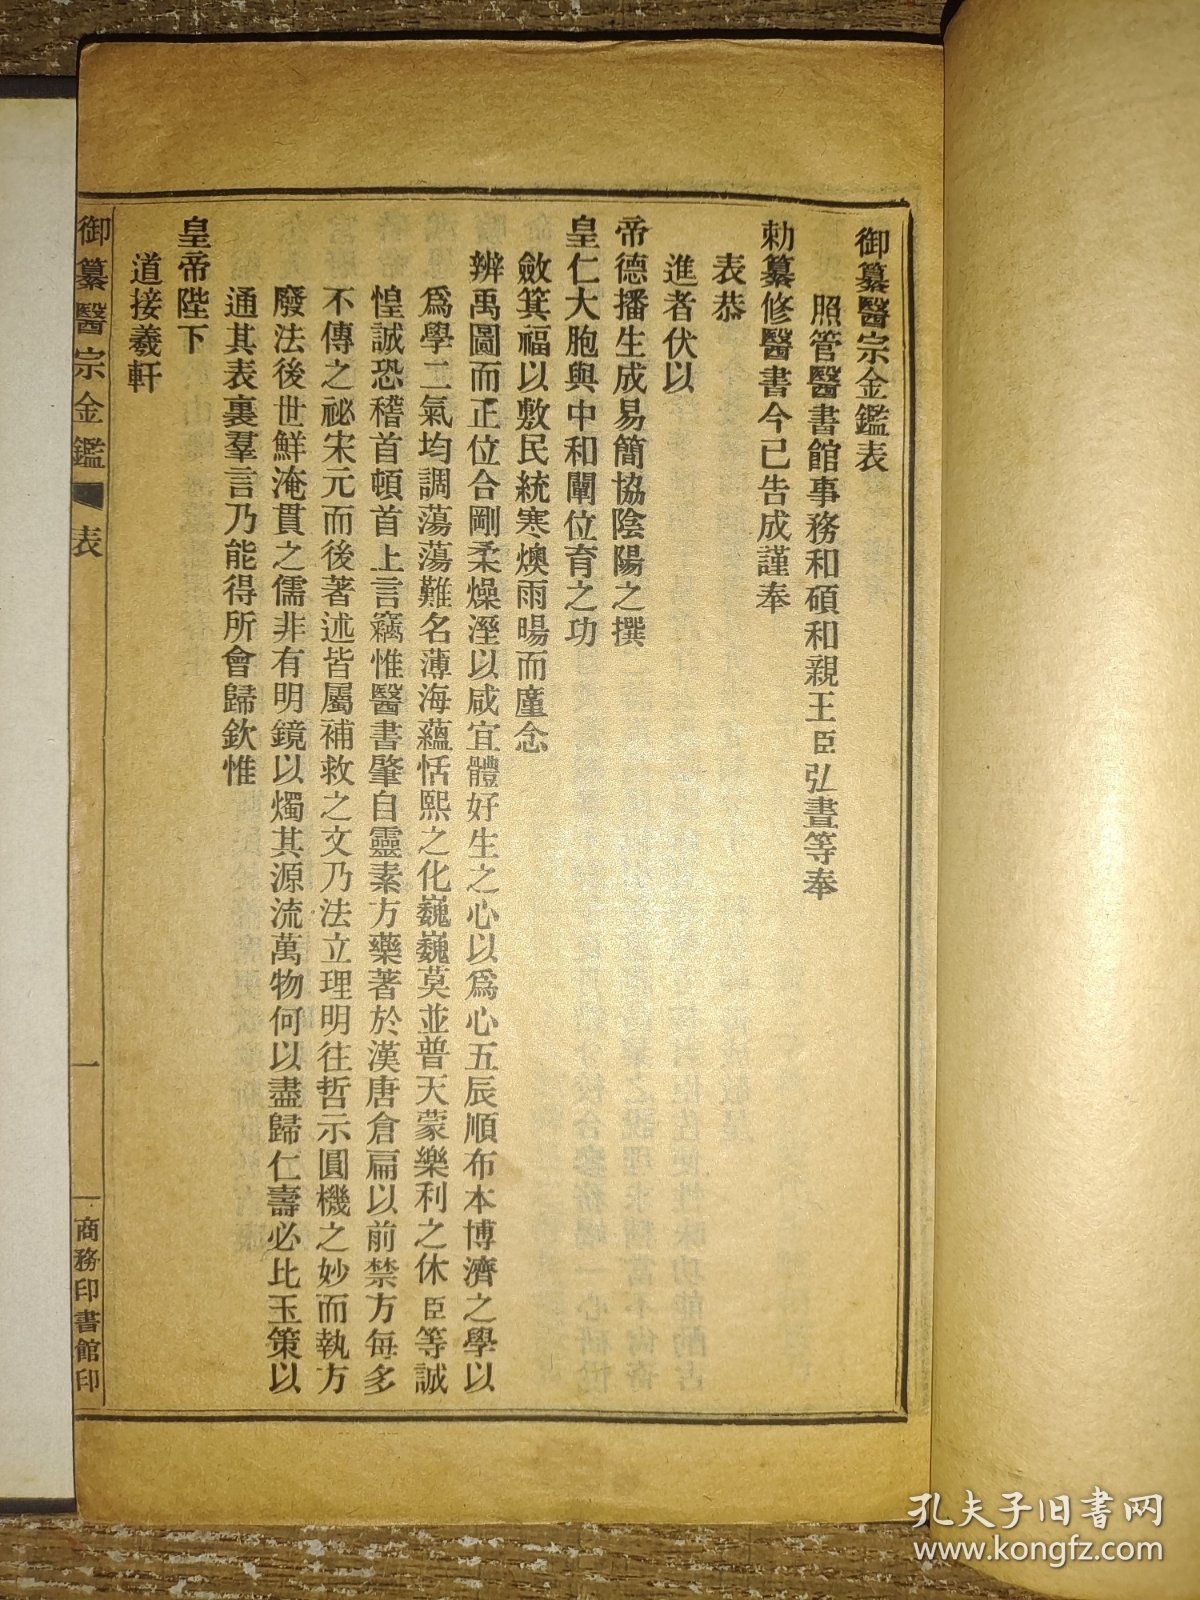 御纂醫宗金鑑表
照管醫書館事務和碩和親王臣弘晝等奉
勅纂修醫書今已告成謹奉
表恭
進者伏以
帝德播生成易簡協陰陽之撰
皇仁大胞與中和闡位育之功
斂箕福以敷民統寒燠雨暘而廑念
辨禹圖而正位合剛柔燥溼以咸宜體好生之心以爲心五辰順布本博濟之學以
爲學二氣均調蕩蕩難名薄海蘊恬熙之化巍巍莫並普天蒙樂利之休臣等誠
惶誠恐稽首頓首上言竊惟醫書肇自靈素方藥著於漢唐倉扁以前禁方每多
不傳之祕宋元而後著述皆屬補救之文乃法立理明往哲示圓機之妙而執方
廢法後世鮮淹貫之儒非有明鏡以燭其源流萬物何以盡歸仁壽必比玉策以
通其表裏羣言乃能得所會歸欽惟
皇帝陛下
道接羲軒
御纂醫宗金鑑 表 一 商務印書館印
孔夫子旧书网
www.kongfz.com